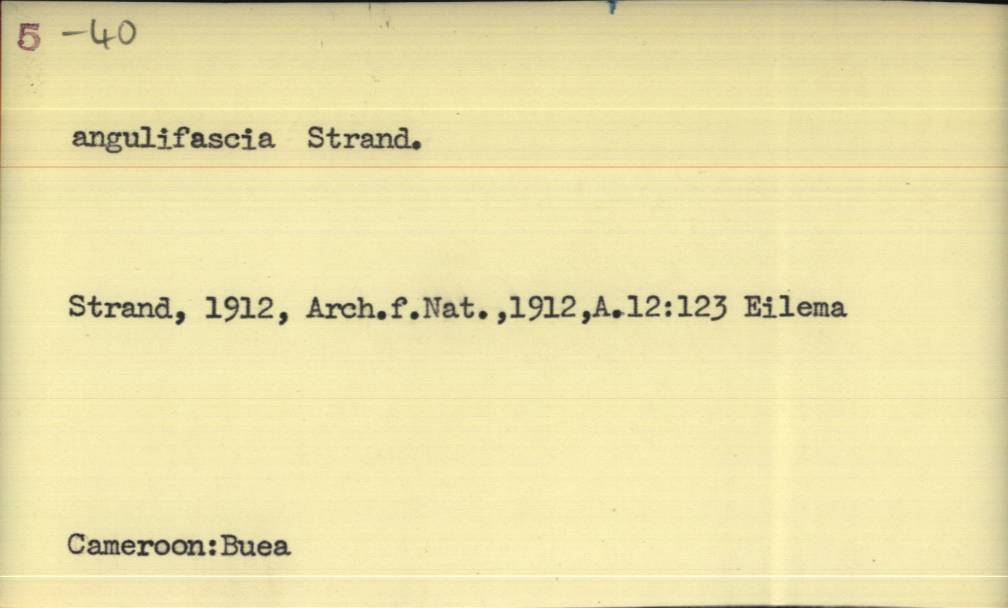 5 -40
angulifascia Strand.
Strand, 1912, Arch.f.Nat.,1912,A.12:123 Eilema
Cameroon:Buea